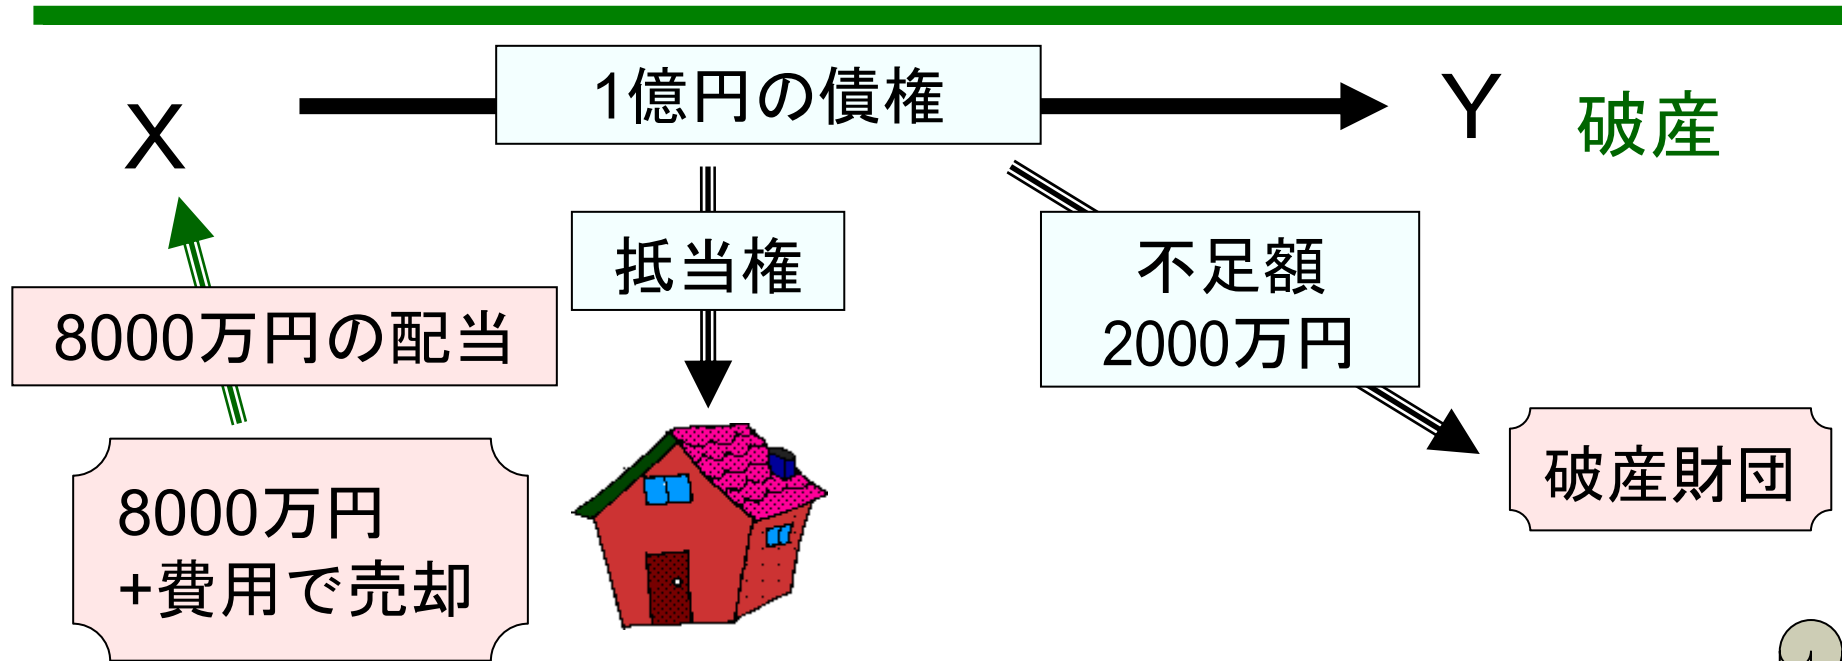 1億円の債権
X
Y
破産
抵当権
不足額
2000万円
8000万円の配当
8000万円
+費用で売却
破産財団